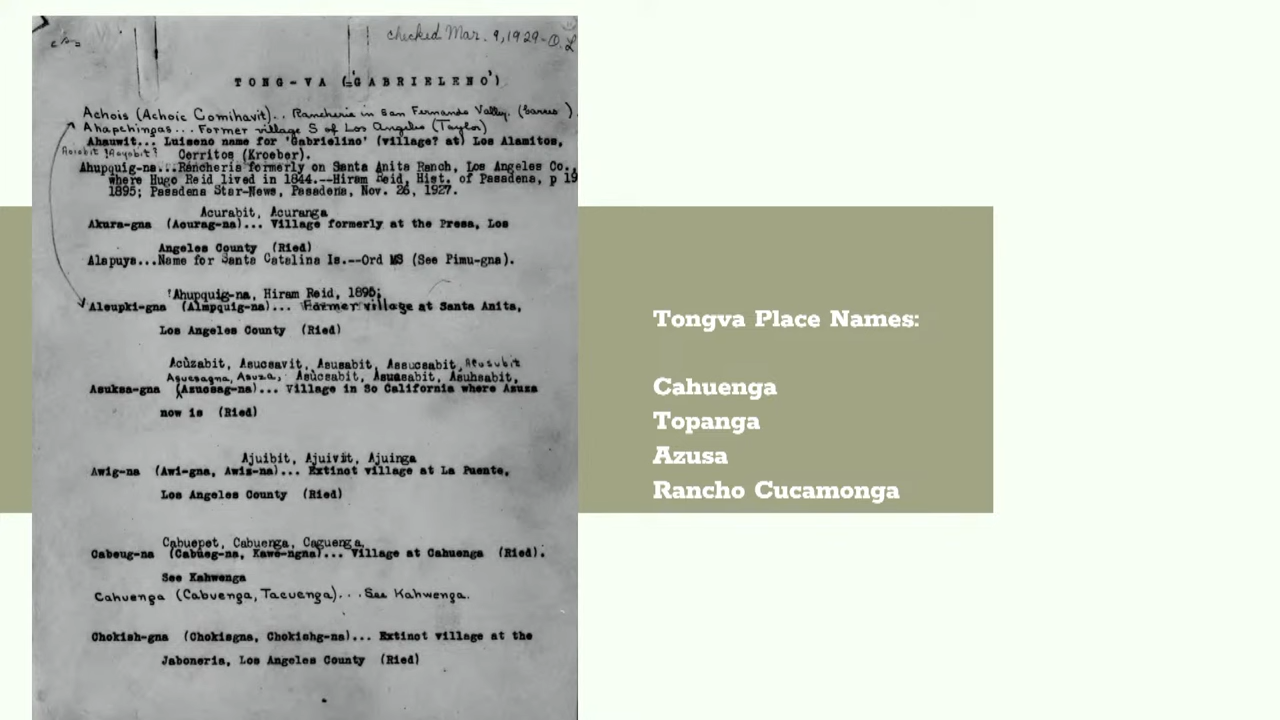 checked Mar. 9, 1929-D.L
TONG-VA (GABRIELENO)
Achois (Achoic Comihavit).. Rancheria in San Fernando Valley. (Garces).
Ahapchingas... Former village S of Los Angeles (Taylor)
Ahauwit... Luiseno name for 'Gabrielino' (village? at) Los Alamitos,
Cerritos (Kroeber).
Ahupquig-na...Rancheria formerly on Santa Anita Ranch, Los Angeles Co.,
where Hugo Reid lived in 1844.--Hiram Reid, Hist. of Pasadena, p 19
1895; Pasadena Star-News, Pasadena, Nov. 26, 1927.
Acurabit, Acuranga
Akura-gna (Acurag-na)... Village formerly at the Presa, Los
Angeles County (Ried)
Alapuya...Name for Santa Catalina Is.--Ord MS (See Pimu-gna).
Ahupquig-na, Hiram Reid, 1895;
Aleupki-gna (Almpquig-na)... Former village at Santa Anita,
Los Angeles County (Ried)
Acùzabit, Asucsavit, Asusabit, Assucsabit,
Asucsagna, Asuza, Asùcsabit, Asuasabit, Asuhsabit,
Asuksa-gna (Azucsag-na)... Village in So California where Asuza
now is (Ried)
Ajuibit, Ajuivit, Ajuinga
Awig-na (Awi-gna, Awis-na)... Extinct village at La Puente,
Los Angeles County (Ried)
Cabuepet, Cabuenga, Caguenga,
Cabeug-na (Cabueg-na, Kawe-ngna)... Village at Cahuenga (Ried).
See Kahwenga
Cahuenga (Cabuenga, Tacuenga)... See Kahwenga.
Chokish-gna (Chokisgna, Chokishg-na)... Extinct village at the
Jaboneria, Los Angeles County (Ried)
Tongva Place Names:
Cahuenga
Topanga
Azusa
Rancho Cucamonga